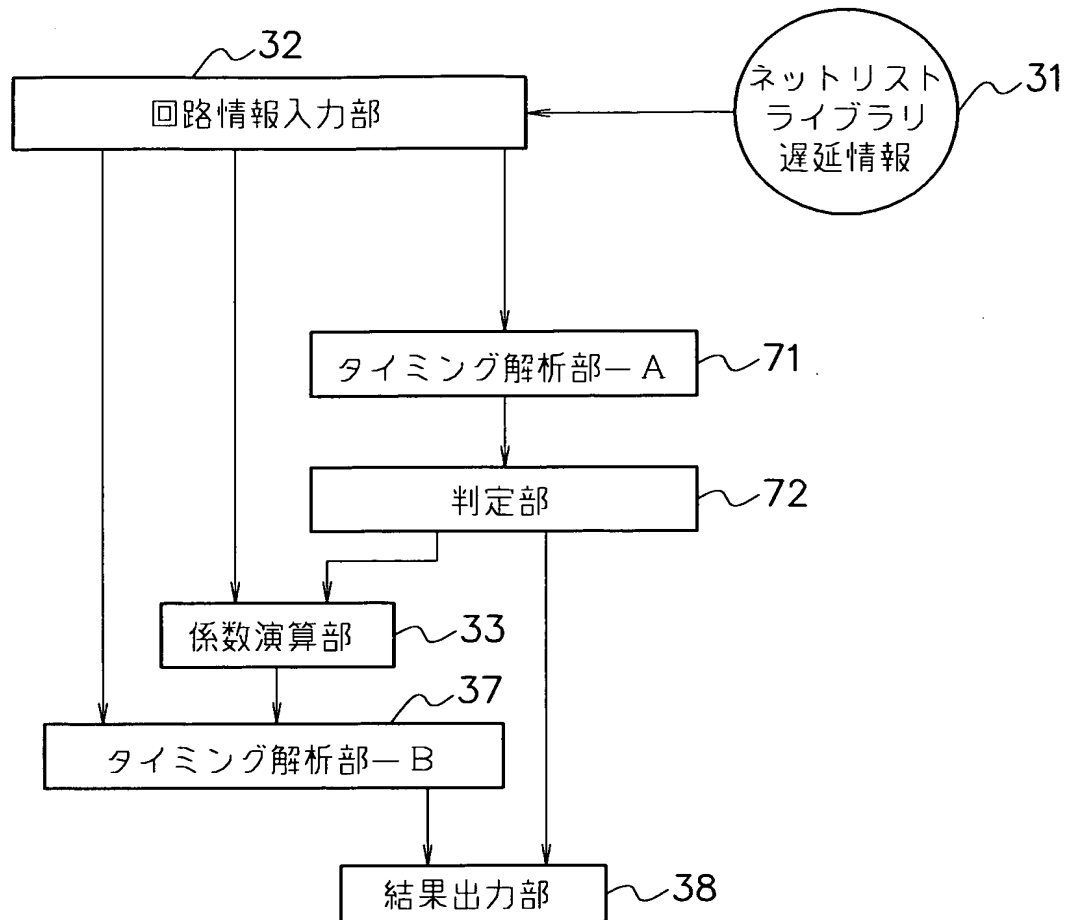 32
回路情報入力部
ネットリスト
ライブラリ
遅延情報
31
タイミング解析部―A
71
判定部
72
係数演算部
33
37
タイミング解析部―B
結果出力部
38